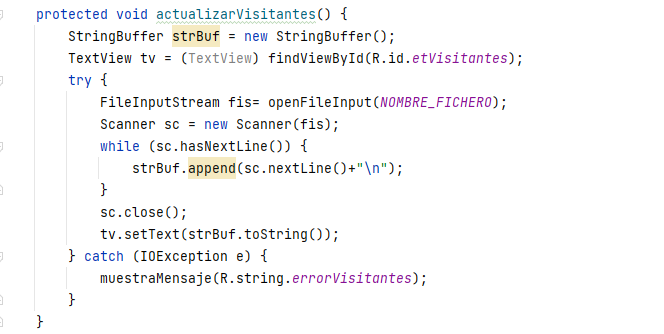 protected void actualizarVisitantes() {
StringBuffer strBuf = new StringBuffer();
TextView tv = (TextView) findViewById(R.id.etVisitantes);
try {
FileInputStream fis= openFileInput(NOMBRE_FICHERO);
Scanner sc = new Scanner(fis);
while (sc.hasNextLine()) {
strBuf.append(sc.nextLine()+"\n");
}
sc.close();
tv.setText(strBuf.toString());
} catch (IOException e) {
muestraMensaje(R.string.errorVisitantes);
}
}